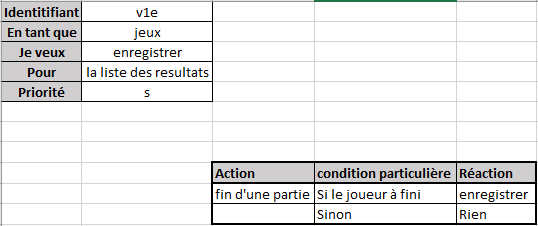 Identitifiant v1e
En tant que jeux
Je veux enregistrer
Pour la liste des resultats
Priorité s
Action condition particulière Réaction
fin d'une partie Si le joueur à fini enregistrer
Sinon Rien